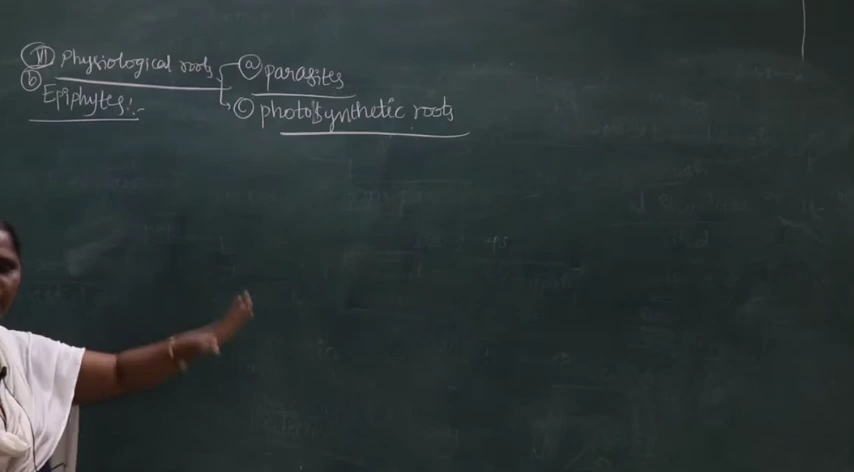 VI Physiological roots a parasites
b Epiphytes:-
c photosynthetic roots